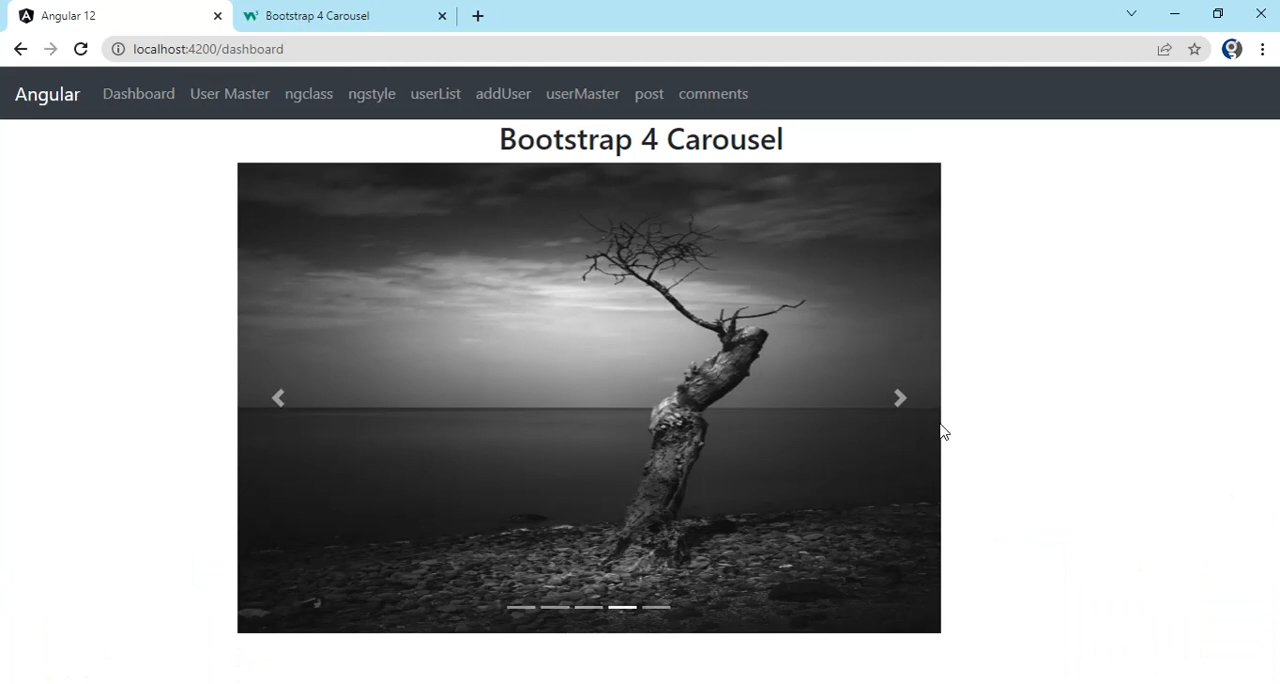 Angular 12
Bootstrap 4 Carousel
localhost:4200/dashboard
Angular Dashboard User Master ngclass ngstyle userList addUser userMaster post comments
Bootstrap 4 Carousel